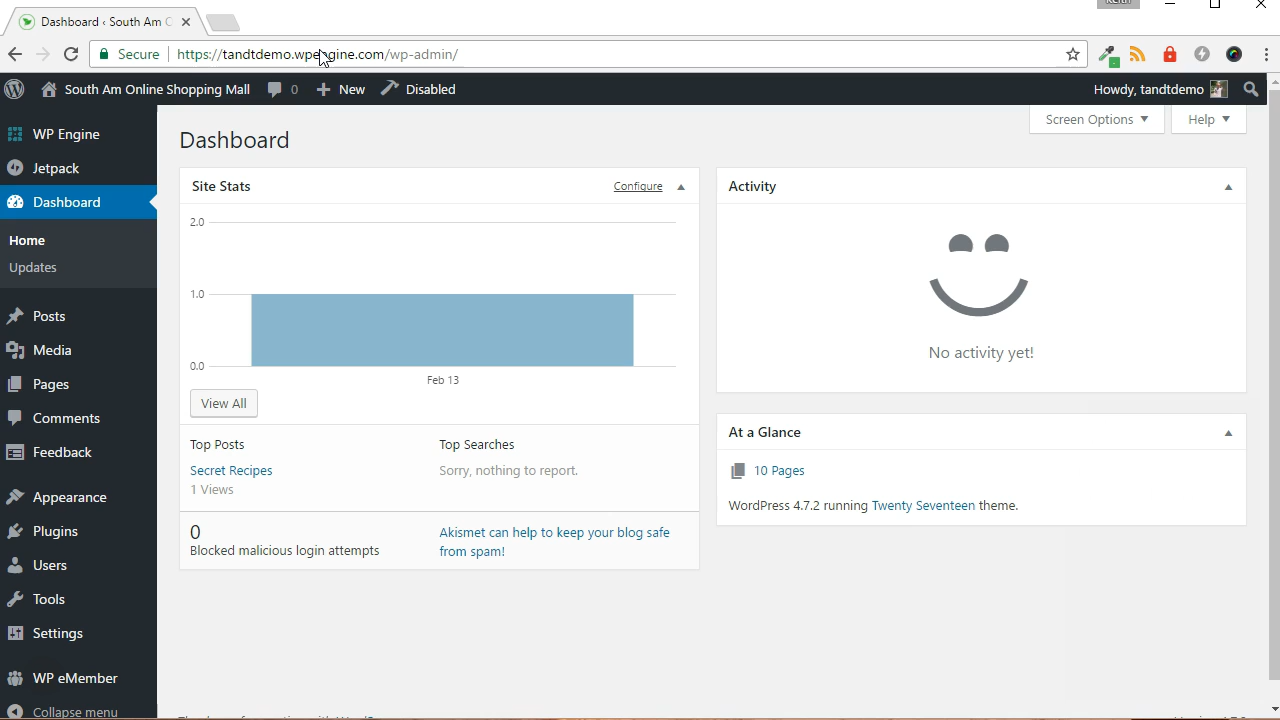 Keith
Dashboard ‹ South Am
Secure https://tandtdemo.wpengine.com/wp-admin/
South Am Online Shopping Mall 0 New Disabled Howdy, tandtdemo
Screen Options Help
WP Engine
Jetpack
Dashboard
Home
Updates
Posts
Media
Pages
Comments
Feedback
Appearance
Plugins
Users
Tools
Settings
WP eMember
Collapse menu
Dashboard
Site Stats Configure
2.0
1.0
0.0
Feb 13
View All
Top Posts Top Searches
Secret Recipes Sorry, nothing to report.
1 Views
0
Blocked malicious login attempts
Akismet can help to keep your blog safe
from spam!
Activity
No activity yet!
At a Glance
10 Pages
WordPress 4.7.2 running Twenty Seventeen theme.